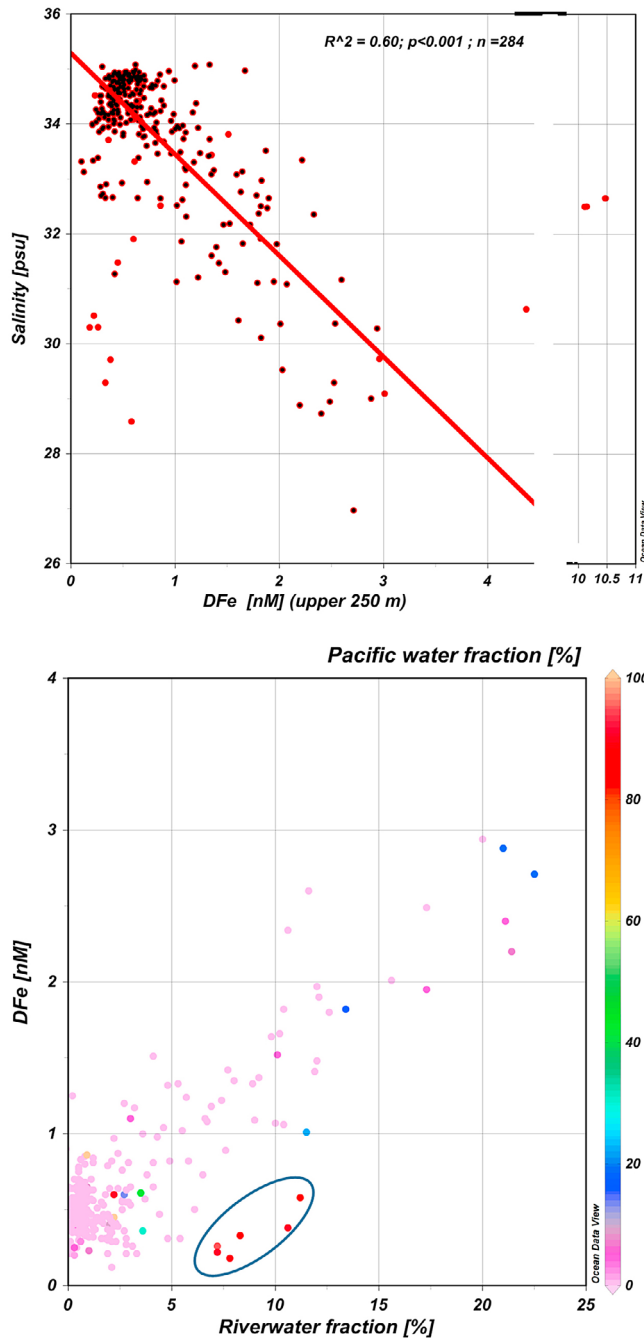 R^2 = 0.60; p<0.001 ; n =284
36
34
32
30
28
26
Salinity [psu]
0 1 2 3 4 10 10.5 11
DFe [nM] (upper 250 m)
Ocean Data View
Pacific water fraction [%]
4
3
2
1
0
DFe [nM]
0 5 10 15 20 25
Riverwater fraction [%]
100
80
60
40
20
0
Ocean Data View